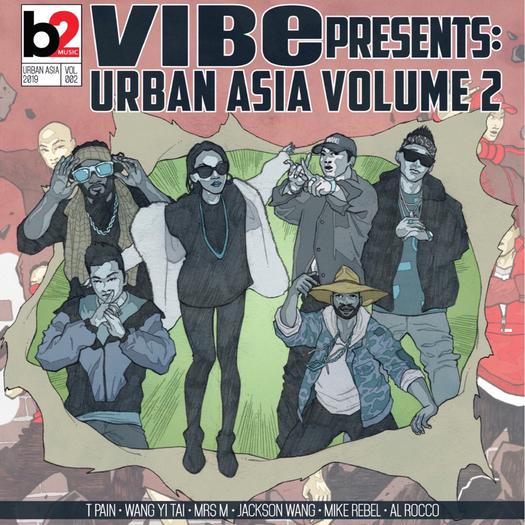 b2
MUSIC
URBAN ASIA
2019
VOL.
002
VIBE PRESENTS:
URBAN ASIA VOLUME 2
T PAIN • WANG YI TAI • MRS M • JACKSON WANG • MIKE REBEL • AL ROCCO